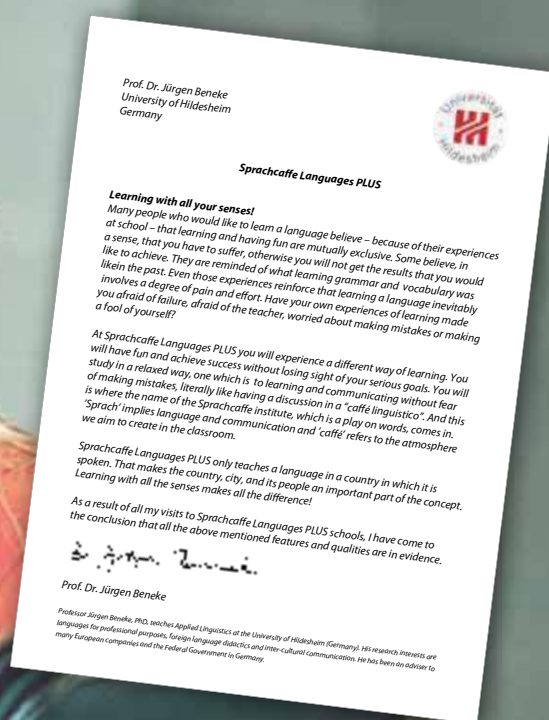 Prof. Dr. Jürgen Beneke
University of Hildesheim
Germany
Universität
Hildesheim
Sprachcaffe Languages PLUS
Learning with all your senses!
Many people who would like to learn a language believe – because of their experiences
at school – that learning and having fun are mutually exclusive. Some believe, in
a sense, that you have to suffer, otherwise you will not get the results that you would
like to achieve. They are reminded of what learning grammar and vocabulary was
likein the past. Even those experiences reinforce that learning a language inevitably
involves a degree of pain and effort. Have your own experiences of learning made
you afraid of failure, afraid of the teacher, worried about making mistakes or making
a fool of yourself?
At Sprachcaffe Languages PLUS you will experience a different way of learning. You
will have fun and achieve success without losing sight of your serious goals. You will
study in a relaxed way, one which is to learning and communicating without fear
of making mistakes, literally like having a discussion in a "caffé linguistico". And this
is where the name of the Sprachcaffe institute, which is a play on words, comes in.
'Sprach' implies language and communication and 'caffé' refers to the atmosphere
we aim to create in the classroom.
Sprachcaffe Languages PLUS only teaches a language in a country in which it is
spoken. That makes the country, city, and its people an important part of the concept.
Learning with all the senses makes all the difference!
As a result of all my visits to Sprachcaffe Languages PLUS schools, I have come to
the conclusion that all the above mentioned features and qualities are in evidence.
Prof. Dr. Jürgen Beneke
Professor Jürgen Beneke, PhD, teaches Applied Linguistics at the University of Hildesheim (Germany). His research interests are
languages for professional purposes, foreign language didactics and inter-cultural communication. He has been an adviser to
many European companies and the Federal Government in Germany.